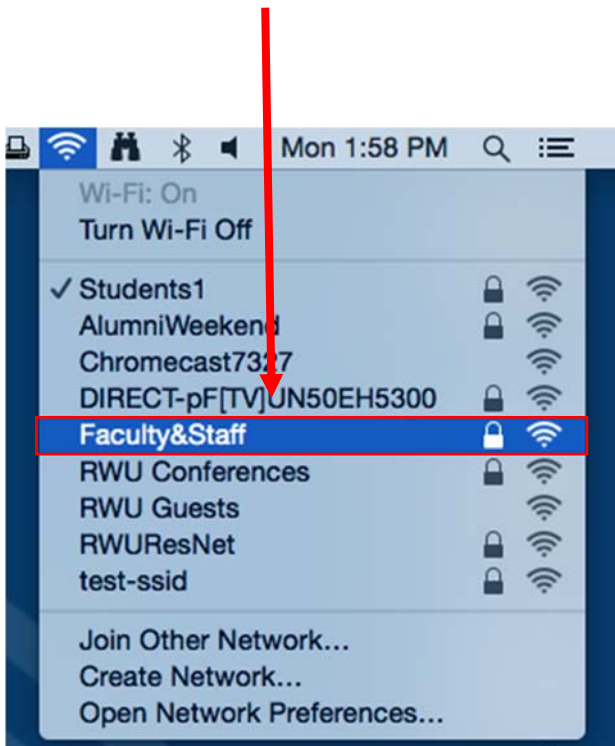 Mon 1:58 PM
Wi-Fi: On
Turn Wi-Fi Off
Students1
AlumniWeekend
Chromecast7327
DIRECT-pF[TV]UN50EH5300
Faculty&Staff
RWU Conferences
RWU Guests
RWUResNet
test-ssid
Join Other Network...
Create Network...
Open Network Preferences...